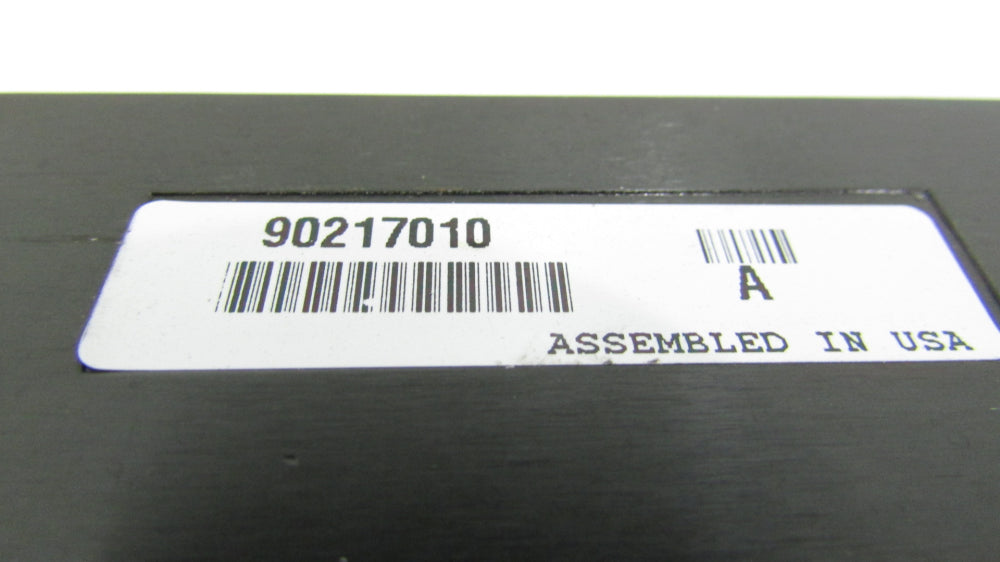 90217010
A
ASSEMBLED IN USA